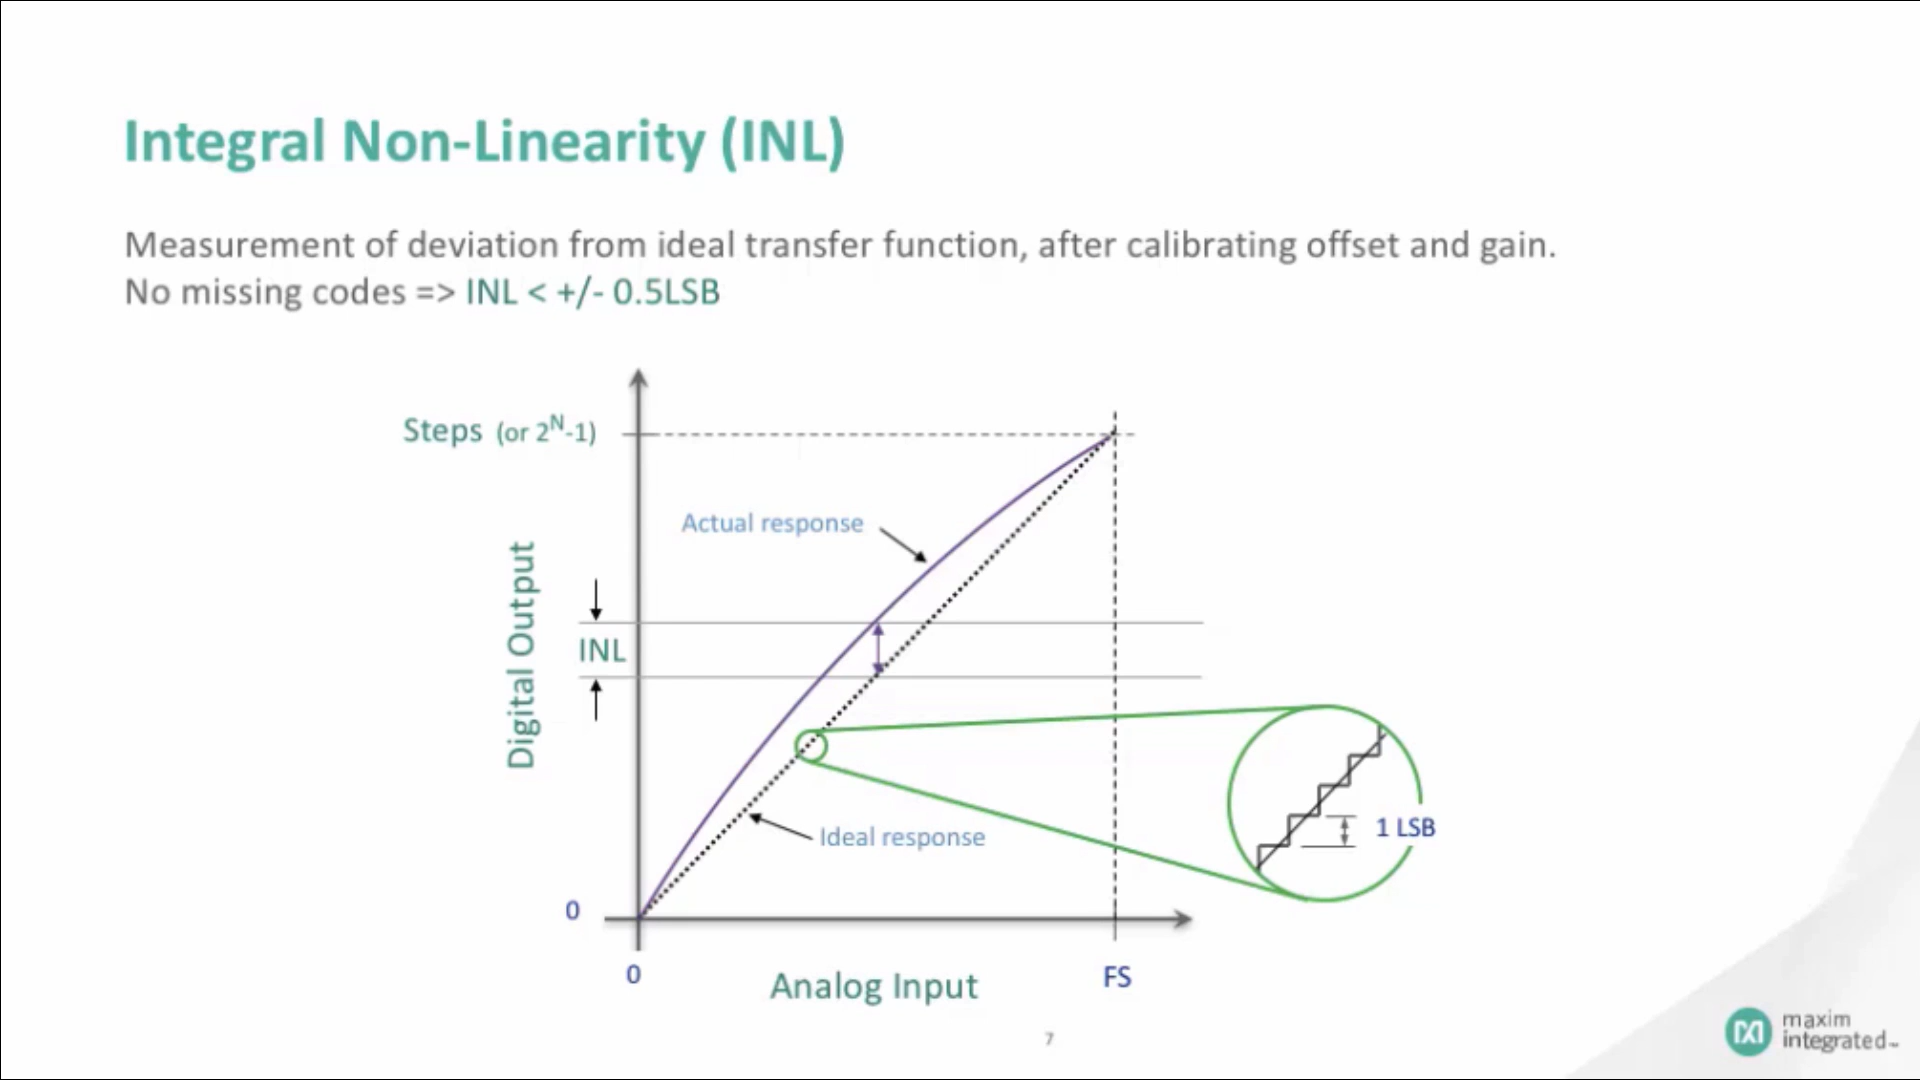 Integral Non-Linearity (INL)
Measurement of deviation from ideal transfer function, after calibrating offset and gain.
No missing codes => INL < +/- 0.5LSB
Steps (or 2^N-1)
Actual response
Digital Output
INL
1 LSB
Ideal response
0
0
FS
Analog Input
7
maxim
integrated™